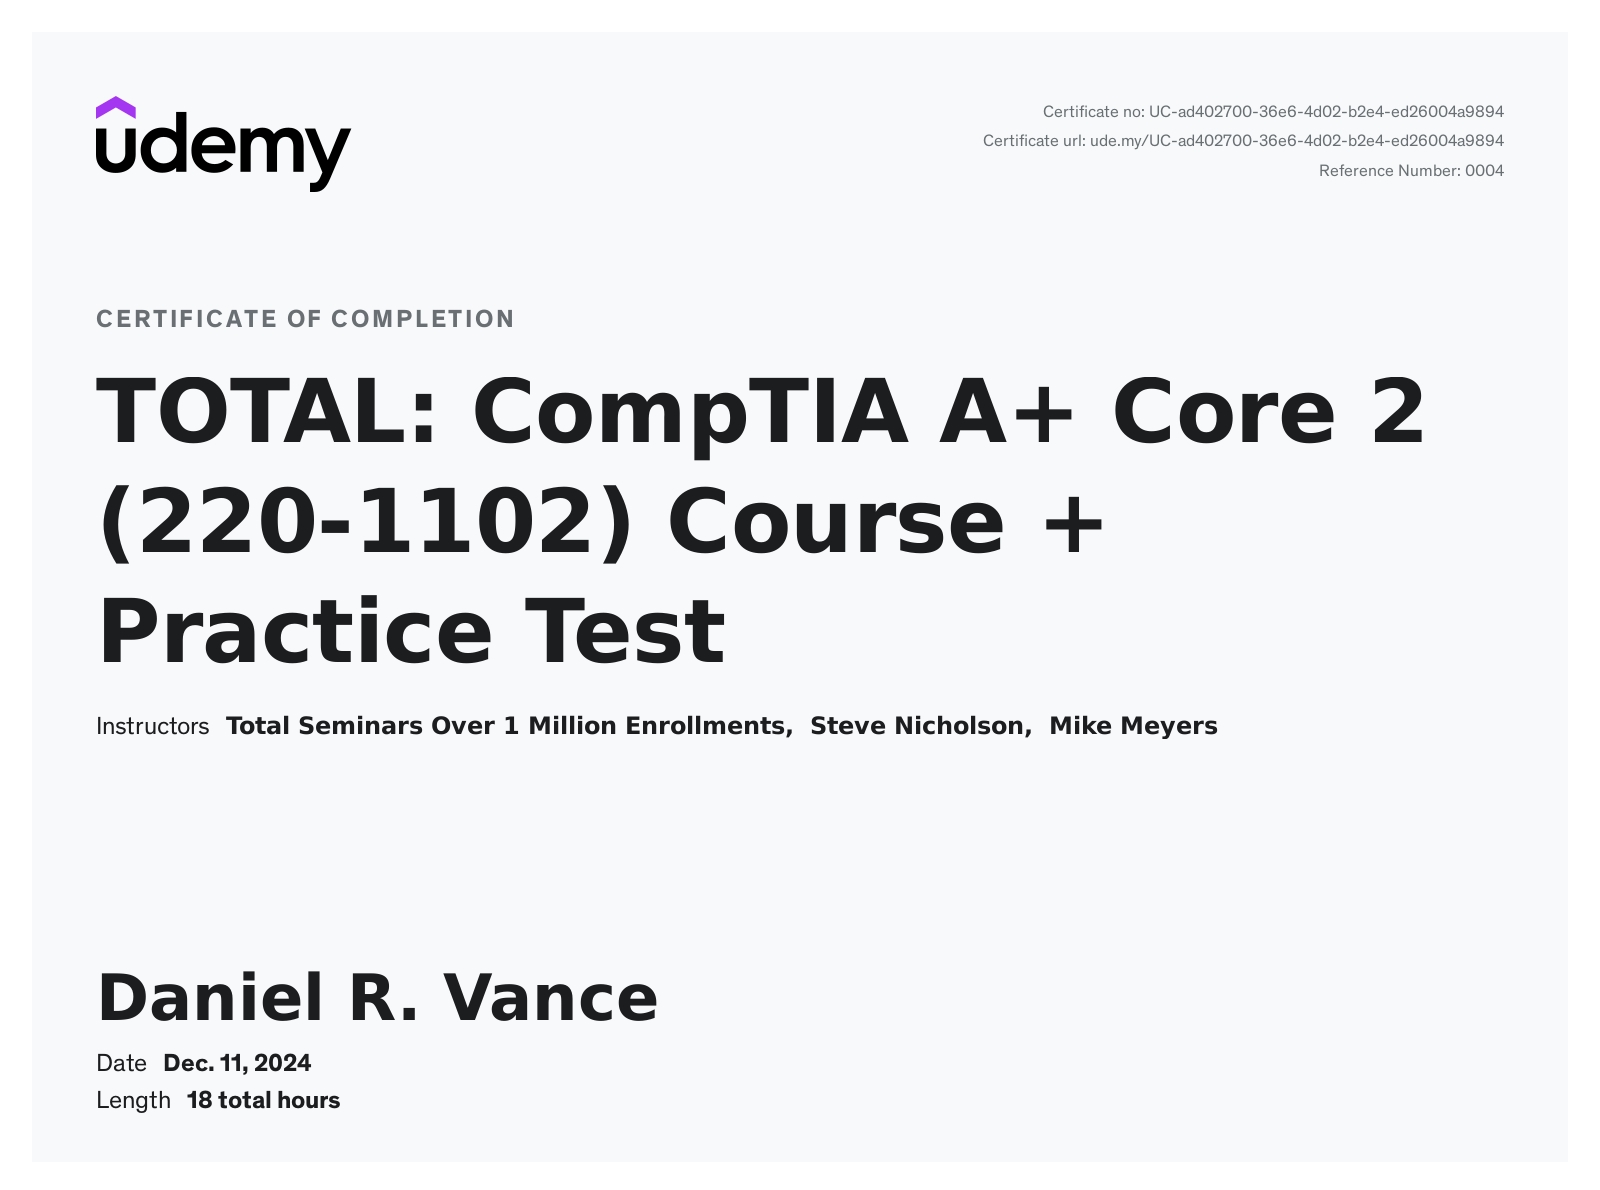 udemy
Certificate no: UC-ad402700-36e6-4d02-b2e4-ed26004a9894
Certificate url: ude.my/UC-ad402700-36e6-4d02-b2e4-ed26004a9894
Reference Number: 0004
CERTIFICATE OF COMPLETION
TOTAL: CompTIA A+ Core 2
(220-1102) Course +
Practice Test
Instructors Total Seminars Over 1 Million Enrollments, Steve Nicholson, Mike Meyers
Daniel R. Vance
Date Dec. 11, 2024
Length 18 total hours